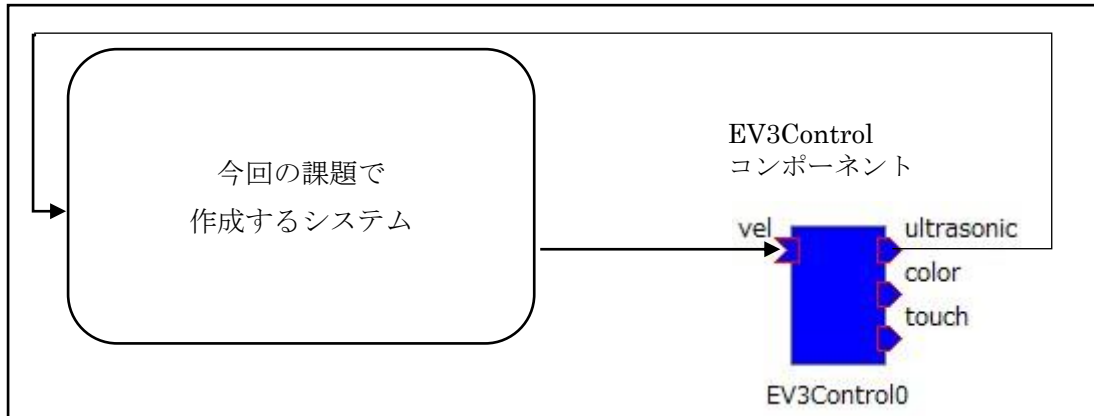 今回の課題で
作成するシステム
EV3Control
コンポーネント
vel
ultrasonic
color
touch
EV3Control0